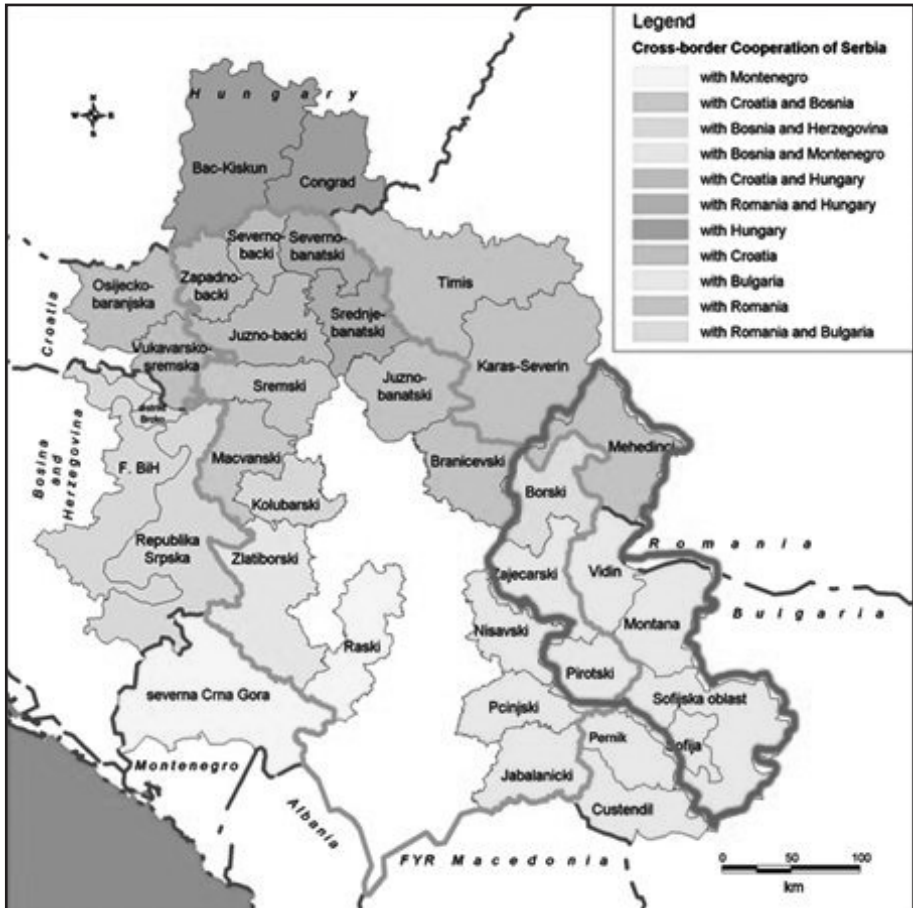 Legend
Cross-border Cooperation of Serbia
with Montenegro
with Croatia and Bosnia
with Bosnia and Herzegovina
with Bosnia and Montenegro
with Croatia and Hungary
with Romania and Hungary
with Hungary
with Croatia
with Bulgaria
with Romania
with Romania and Bulgaria
N
W E
S
Hungary
Bac-Kiskun
Congrad
Severno-
backi
Severno-
banatski
Zapadno-
backi
Timis
Osijecko-
baranjska
Croatia
Juzno-backi
Srednje-
banatski
Vukavarsko-
sremska
Sremski
Juzno-
banatski
Karas-Severin
Brcko
Bosina
and
Herzegovina
F. BiH
Macvanski
Kolubarski
Branicevski
Mehedinci
Borski
Republika
Srpska
Zlatiborski
Zajecarski
Vidin
Romania
Bulgaria
Montana
Nisavski
Raski
Pirotski
severna Crna Gora
Sofijska oblast
Pcinjski
Pernik
Sofija
Montenegro
Jabalanicki
Custendil
Albania
FYR Macedonia
0 50 100
km